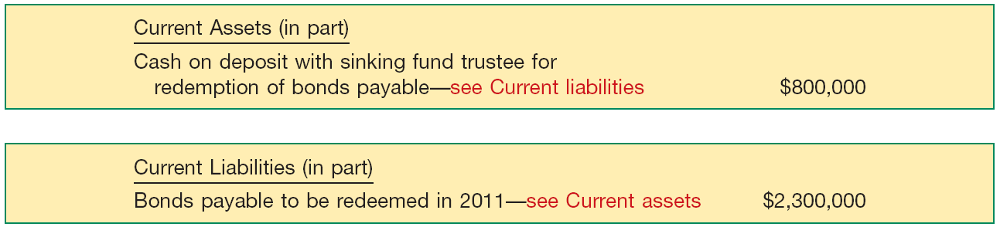 Current Assets (in part)
Cash on deposit with sinking fund trustee for
redemption of bonds payable—see Current liabilities $800,000
Current Liabilities (in part)
Bonds payable to be redeemed in 2011—see Current assets $2,300,000